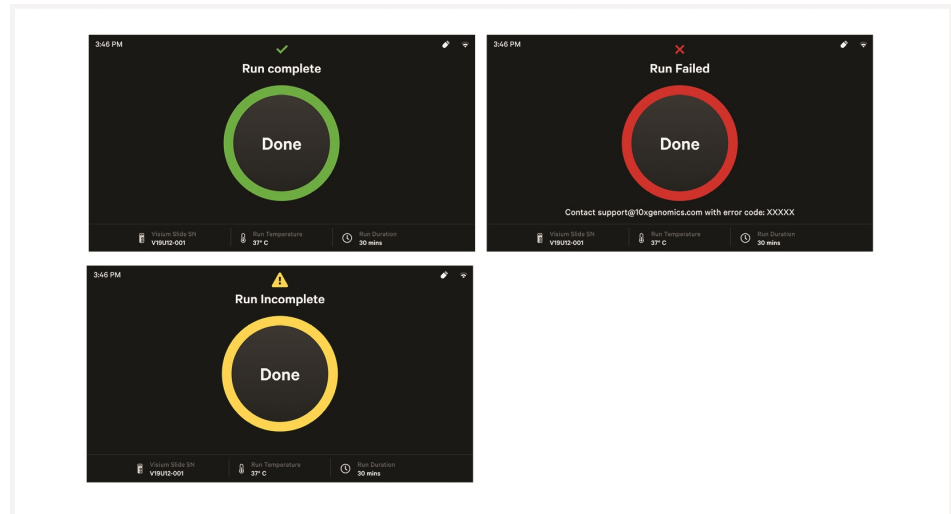 3:46 PM
Run complete
Done
Visium Slide SN
V19U12-001
Run Temperature
37° C
Run Duration
30 mins
3:46 PM
Run Failed
Done
Contact support@10xgenomics.com with error code: XXXXX
Visium Slide SN
V19U12-001
Run Temperature
37° C
Run Duration
30 mins
3:46 PM
Run Incomplete
Done
Visium Slide SN
V19U12-001
Run Temperature
37° C
Run Duration
30 mins